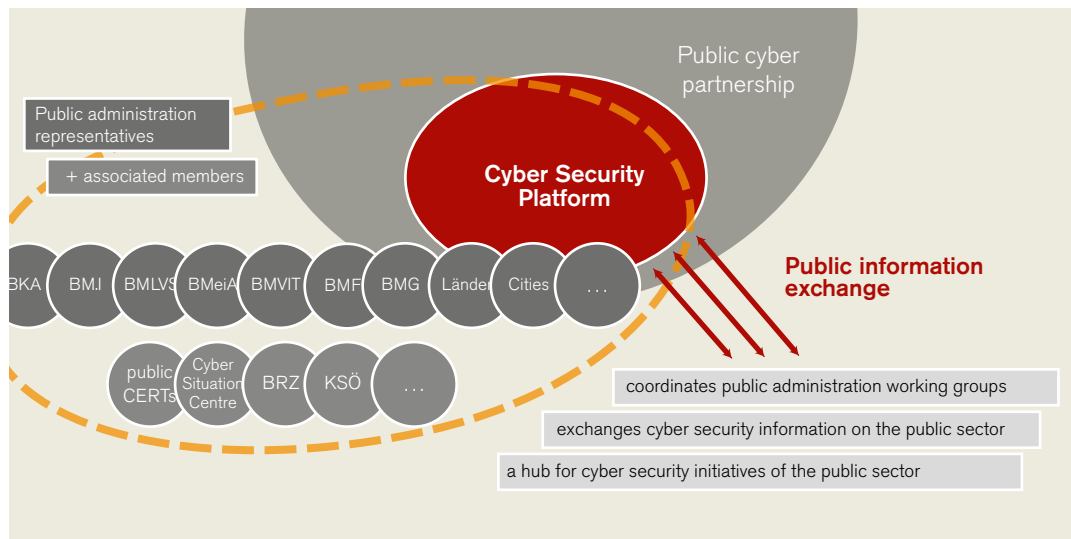 Public cyber
partnership
Public administration
representatives
+ associated members
Cyber Security
Platform
BKA
BM.I
BMLVS
BMeiA
BMVIT
BMF
BMG
Länder
Cities
...
Public information
exchange
public
CERTs
Cyber
Situation
Centre
BRZ
KSÖ
...
coordinates public administration working groups
exchanges cyber security information on the public sector
a hub for cyber security initiatives of the public sector